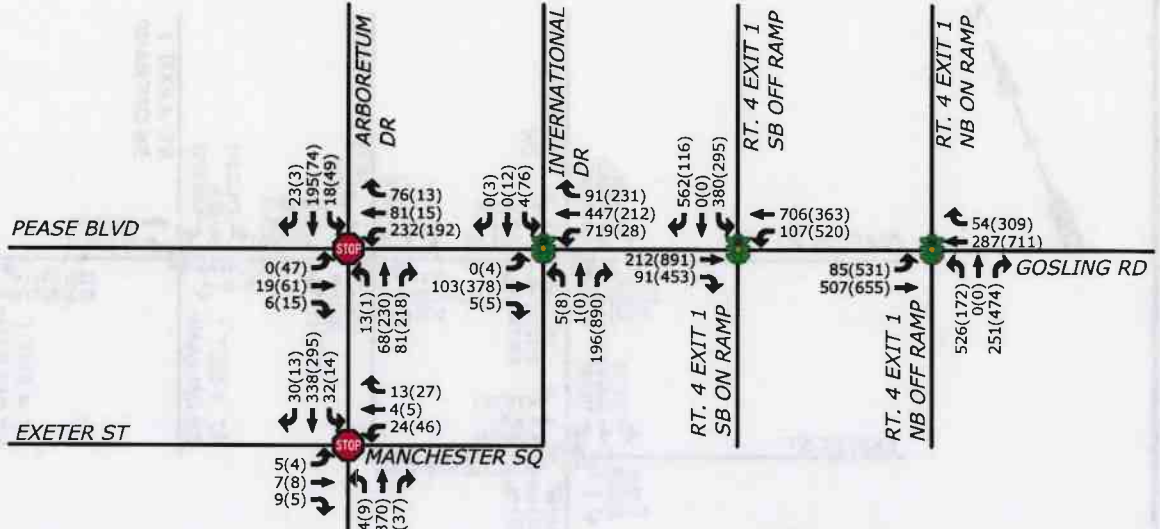 ARBORETUM
DR
INTERNATIONAL
DR
RT. 4 EXIT 1
SB OFF RAMP
RT. 4 EXIT 1
NB ON RAMP
PEASE BLVD
23(3)
195(74)
18(49)
76(13)
81(15)
232(192)
STOP
0(47)
19(61)
6(15)
13(1)
68(230)
81(218)
0(3)
0(12)
4(76)
91(231)
447(212)
719(28)
0(4)
103(378)
5(5)
5(8)
1(0)
196(890)
562(116)
0(0)
380(295)
706(363)
107(520)
212(891)
91(453)
54(309)
287(711)
85(531)
507(655)
526(172)
0(0)
251(474)
GOSLING RD
RT. 4 EXIT 1
SB ON RAMP
RT. 4 EXIT 1
NB OFF RAMP
EXETER ST
30(13)
338(295)
32(14)
13(27)
4(5)
24(46)
STOP
MANCHESTER SQ
5(4)
7(8)
9(5)
4(9)
370)
(37)